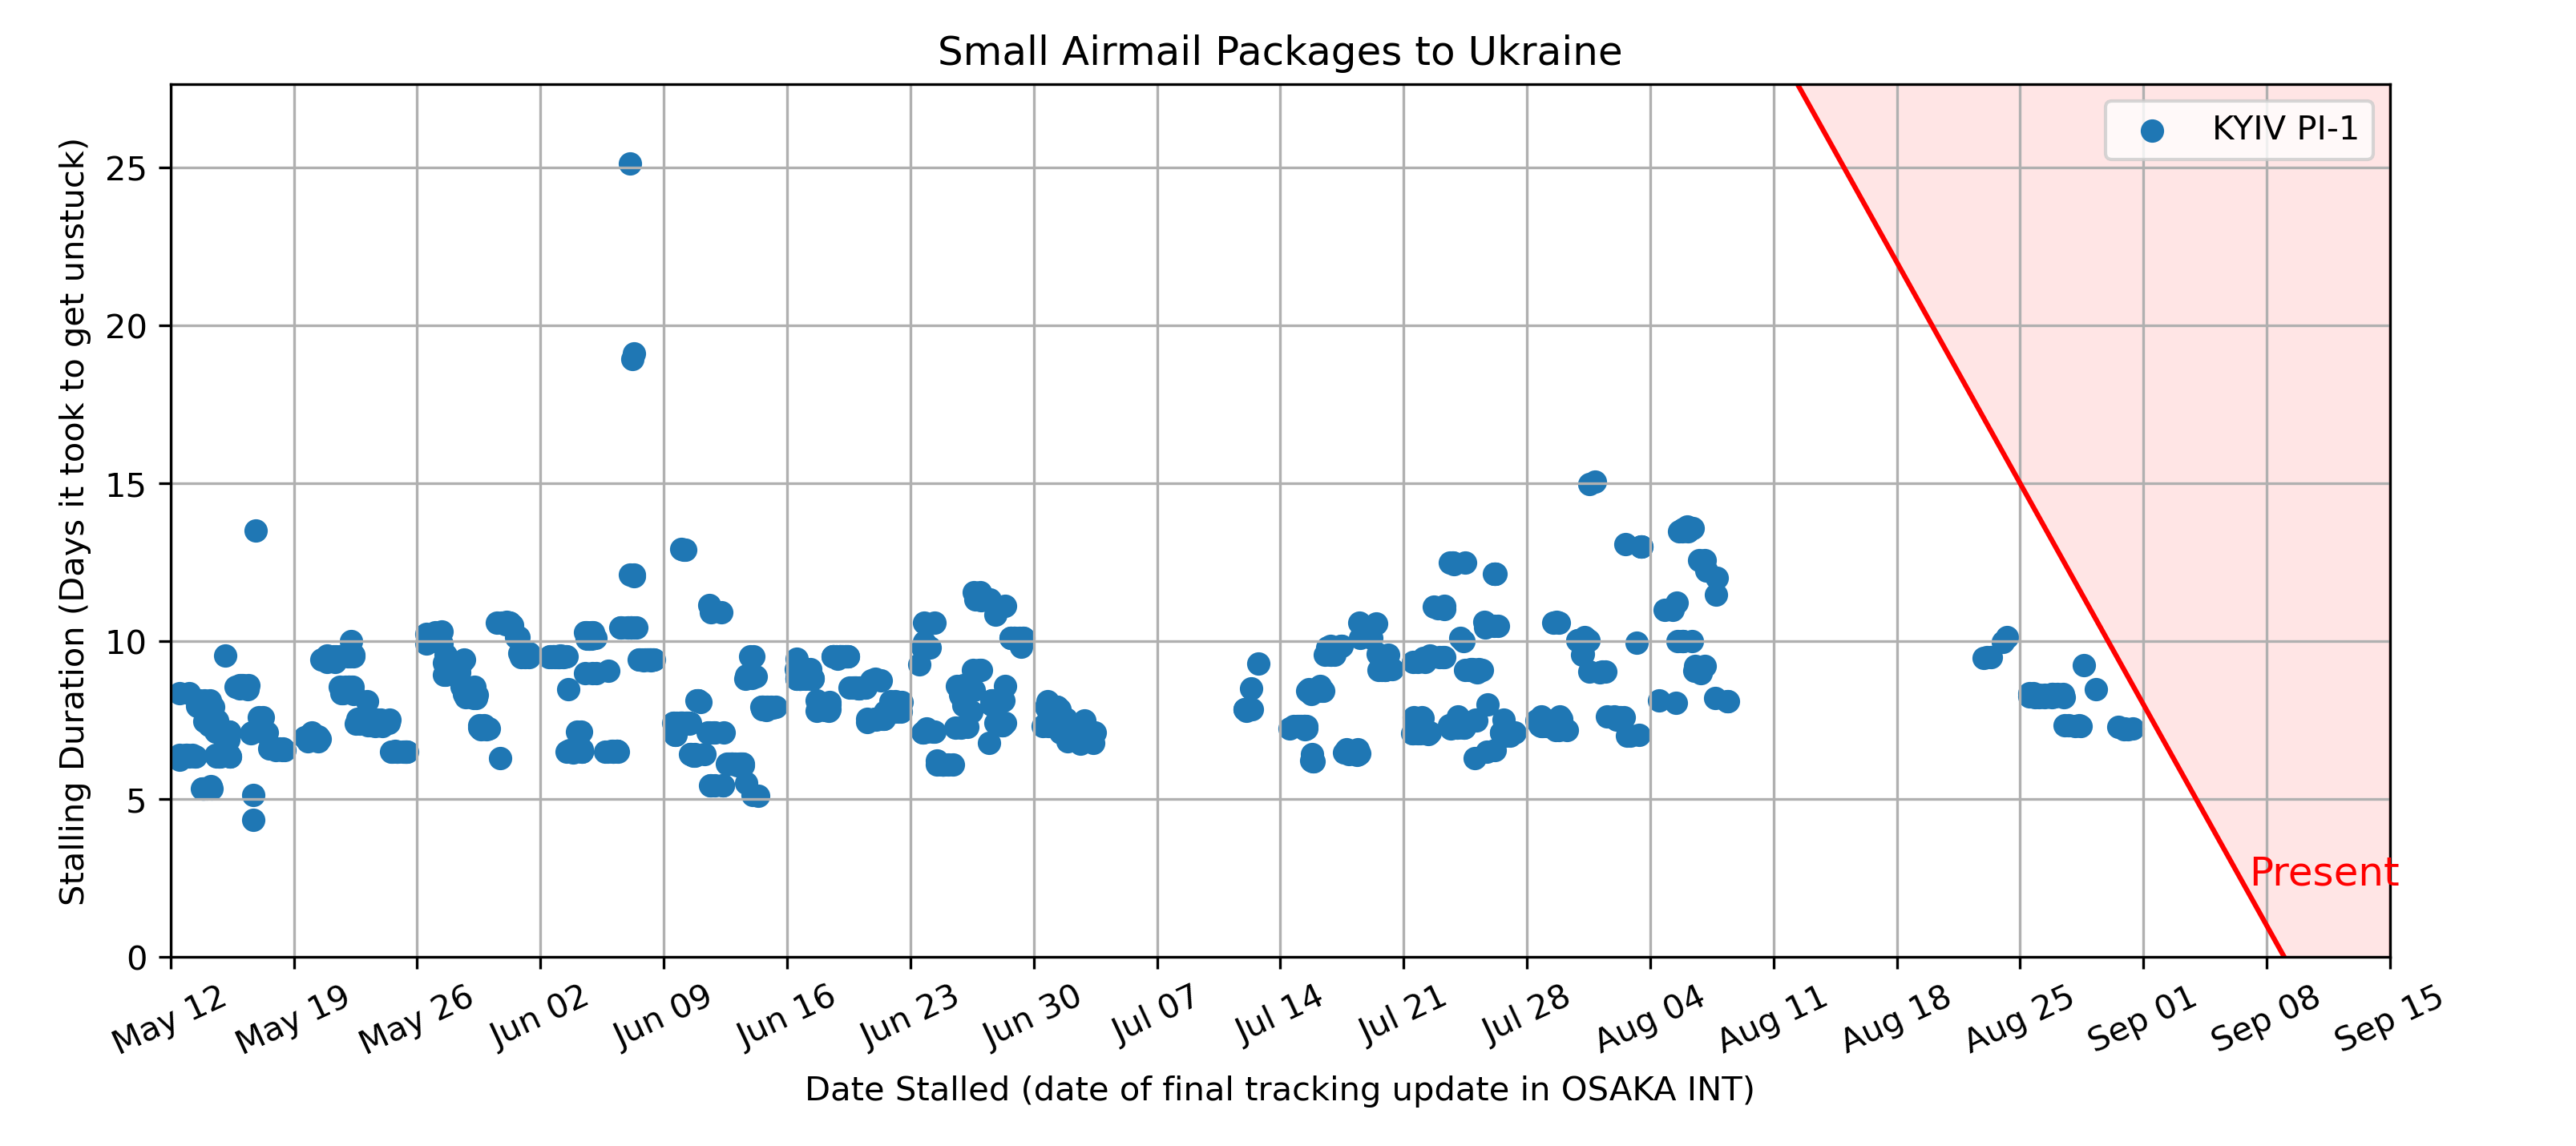 Small Airmail Packages to Ukraine
KYIV PI-1
Stalling Duration (Days it took to get unstuck)
25
20
15
10
5
0
Present
May 12
May 19
May 26
Jun 02
Jun 09
Jun 16
Jun 23
Jun 30
Jul 07
Jul 14
Jul 21
Jul 28
Aug 04
Aug 11
Aug 18
Aug 25
Sep 01
Sep 08
Sep 15
Date Stalled (date of final tracking update in OSAKA INT)